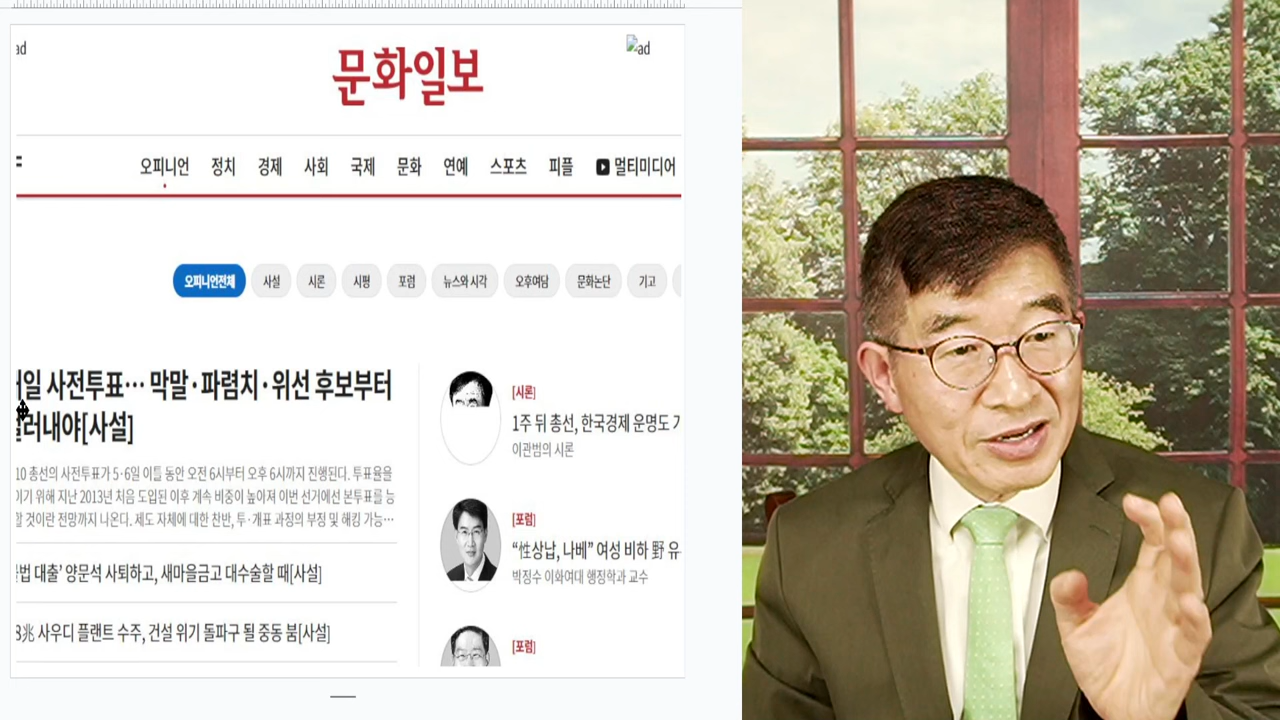 ad
ad
문화일보
오피니언 정치 경제 사회 국제 문화 연예 스포츠 피플 멀티미디어
오피니언전체 사설 시론 시평 포럼 뉴스와 시각 오후여담 문화논단 기고
사전투표… 막말·파렴치·위선 후보부터
[사설]
10 총선의 사전투표가 5·6일 이틀 동안 오전 6시부터 오후 6시까지 진행된다. 투표율을
위해 지난 2013년 처음 도입된 이후 계속 비중이 높아져 이번 선거에선 본투표를 능
것이란 전망까지 나온다. 제도 자체에 대한 찬반, 투·개표 과정의 부정 및 해킹 가능…
대출’ 양문석 사퇴하고, 새마을금고 대수술할 때[사설]
8兆 사우디 플랜트 수주, 건설 위기 돌파구 될 중동 붐[사설]
[시론]
1주 뒤 총선, 한국경제 운명도
이관범의 시론
[포럼]
“性상납, 나베” 여성 비하 野
박정수 이화여대 행정학과 교수
[포럼]